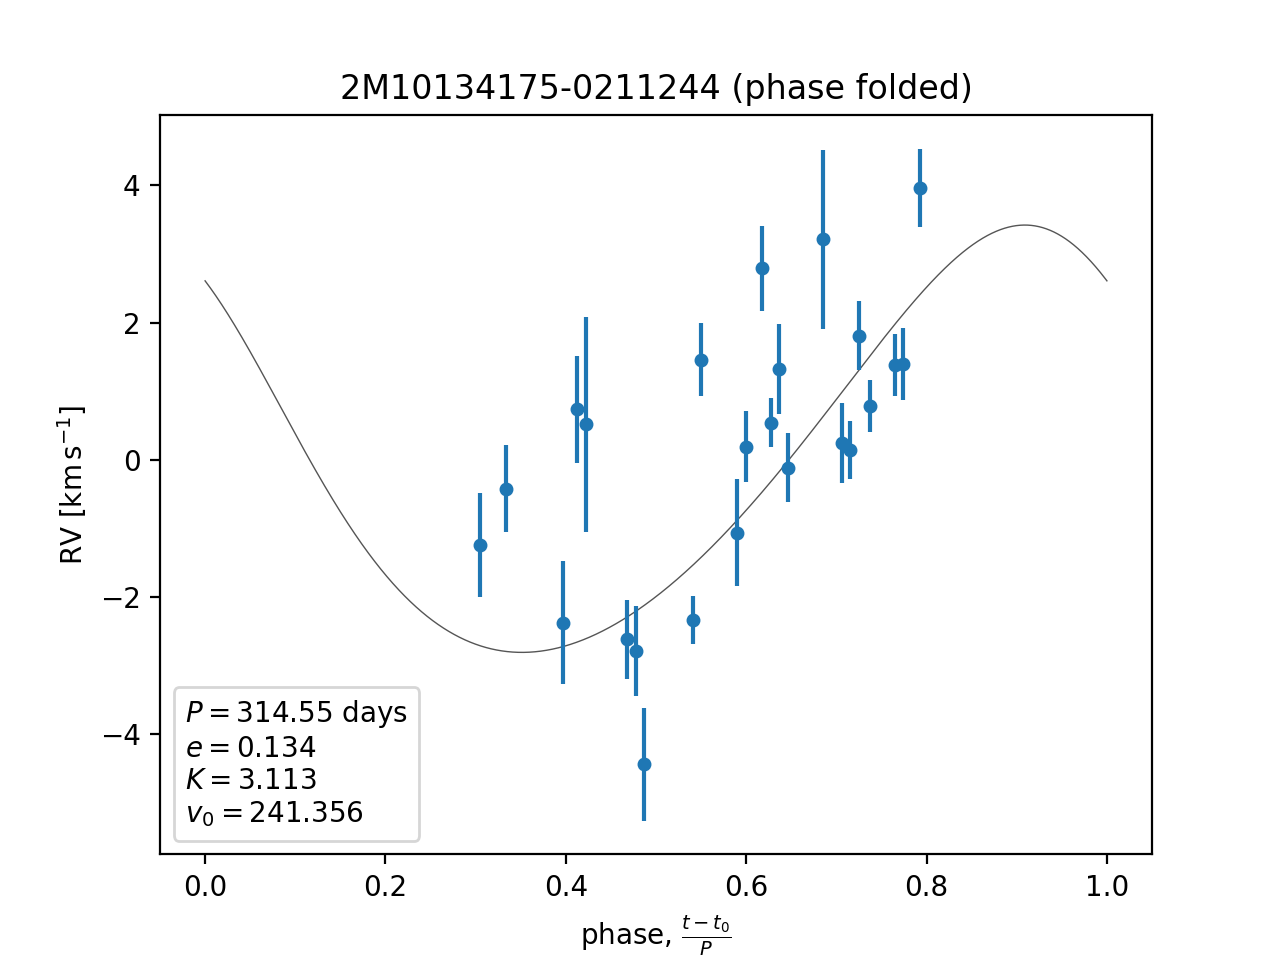 2M10134175-0211244 (phase folded)
RV [km s⁻¹]
4
2
0
−2
−4
P = 314.55 days
e = 0.134
K = 3.113
v₀ = 241.356
0.0 0.2 0.4 0.6 0.8 1.0
phase, (t − t₀)/P